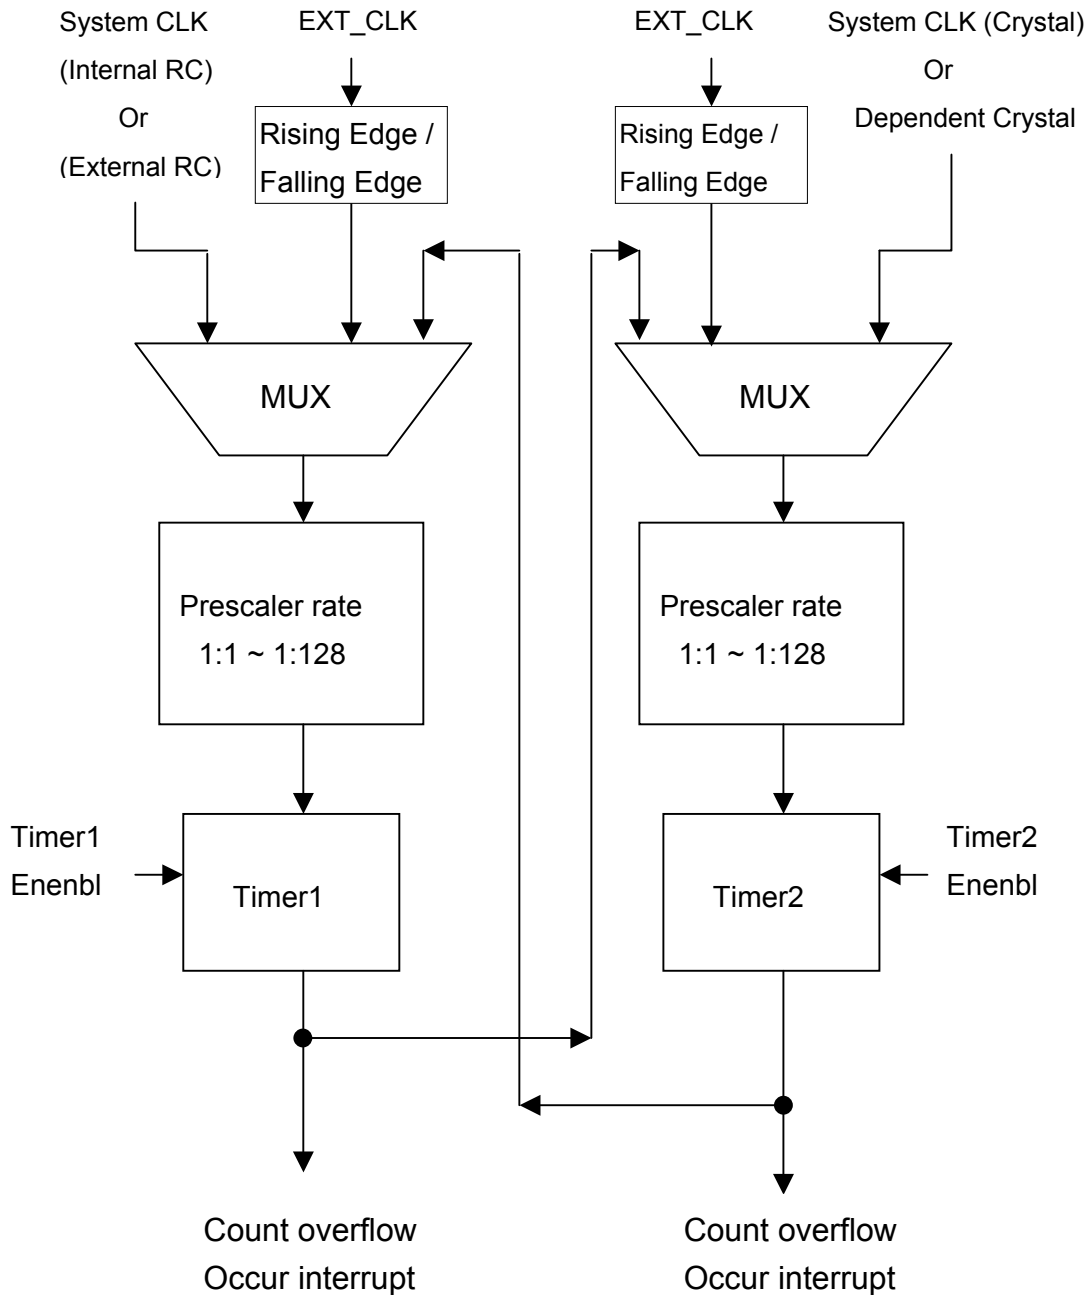 System CLK
(Internal RC)
Or
(External RC)
EXT_CLK
EXT_CLK
System CLK (Crystal)
Or
Dependent Crystal
Rising Edge /
Falling Edge
Rising Edge /
Falling Edge
MUX
MUX
Prescaler rate
1:1 ~ 1:128
Prescaler rate
1:1 ~ 1:128
Timer1
Enenbl
Timer1
Timer2
Timer2
Enenbl
Count overflow
Occur interrupt
Count overflow
Occur interrupt